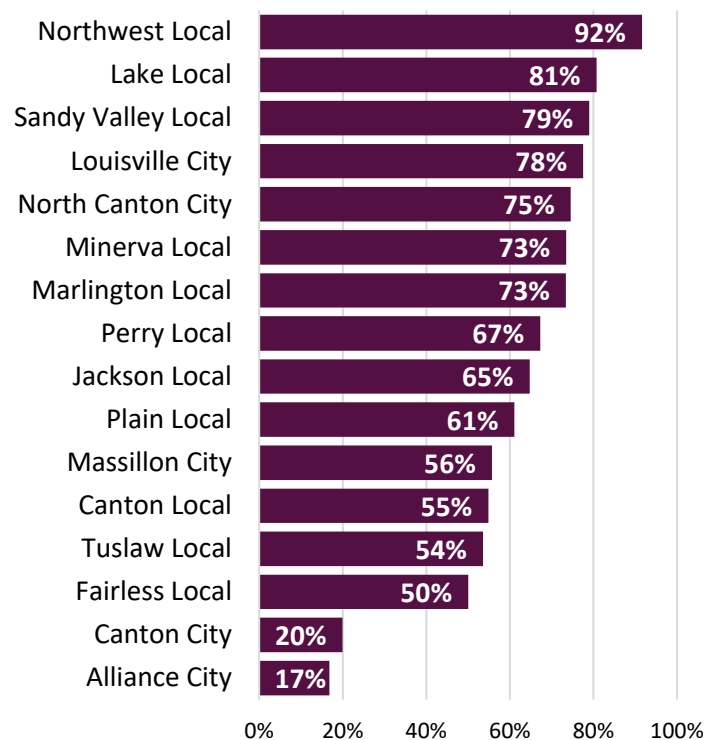 Northwest Local 92%
Lake Local 81%
Sandy Valley Local 79%
Louisville City 78%
North Canton City 75%
Minerva Local 73%
Marlington Local 73%
Perry Local 67%
Jackson Local 65%
Plain Local 61%
Massillon City 56%
Canton Local 55%
Tuslaw Local 54%
Fairless Local 50%
Canton City 20%
Alliance City 17%
0% 20% 40% 60% 80% 100%